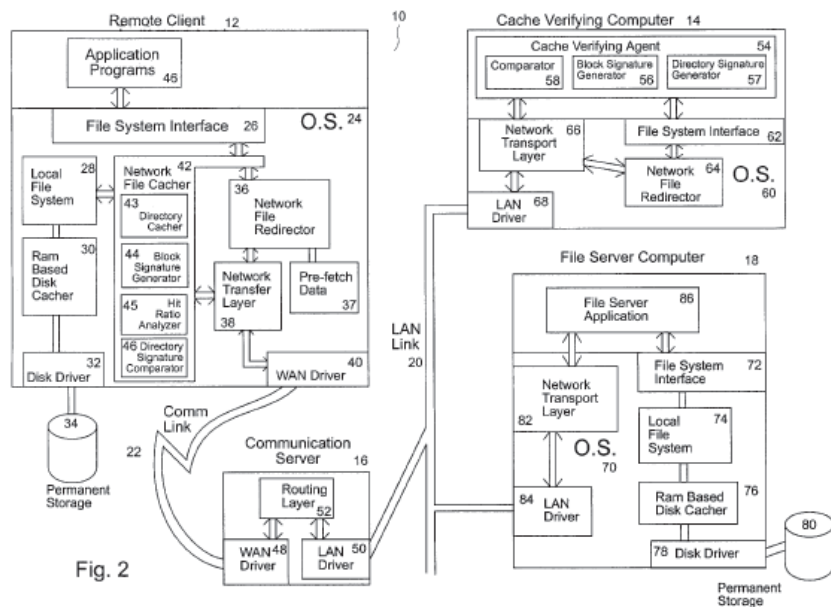 Remote Client 12
Application
Programs
46
File System Interface 26
O.S. 24
28
Local
File
System
30
Ram
Based
Disk
Cacher
32
Disk Driver
34
Permanent
Storage
42
Network
File Cacher
43
Directory
Cacher
44 Block
Signature
Generator
45 Hit
Ratio
Analyzer
46 Directory
Signature
Comparator
36
Network
File
Redirector
Network
Transfer
Layer
38
Pre-fetch
Data
37
40
WAN Driver
10
Comm
Link
22
Communication
Server 16
Routing
Layer
52
WAN 48
Driver
LAN 50
Driver
LAN
Link
20
Cache Verifying Computer 14
Cache Verifying Agent 54
Comparator
58
Block Signature
Generator 56
Directory Signature
Generator 57
Network 66
Transport
Layer
File System Interface
62
64
Network
File
Redirector
O.S.
60
LAN
Driver 68
File Server Computer
18
86
File Server
Application
72
File System
Interface
Network
Transport
82 Layer
74
Local
File
System
O.S.
70
84 LAN
Driver
76
Ram Based
Disk Cacher
78 Disk Driver
80
Permanent
Storage
Fig. 2